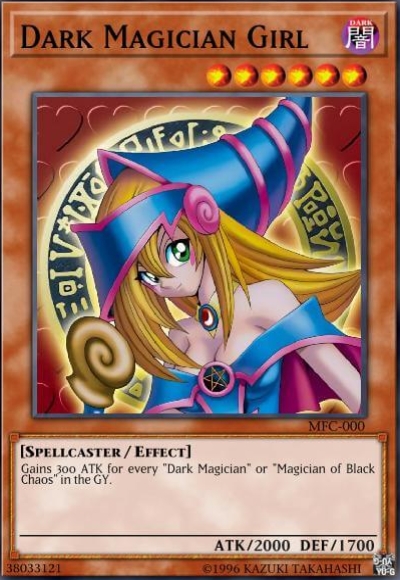 DARK MAGICIAN GIRL
DARK
闇
MFC-000
[SPELLCASTER / EFFECT]
Gains 300 ATK for every "Dark Magician" or "Magician of Black
Chaos" in the GY.
ATK/2000 DEF/1700
38033121
©1996 KAZUKI TAKAHASHI